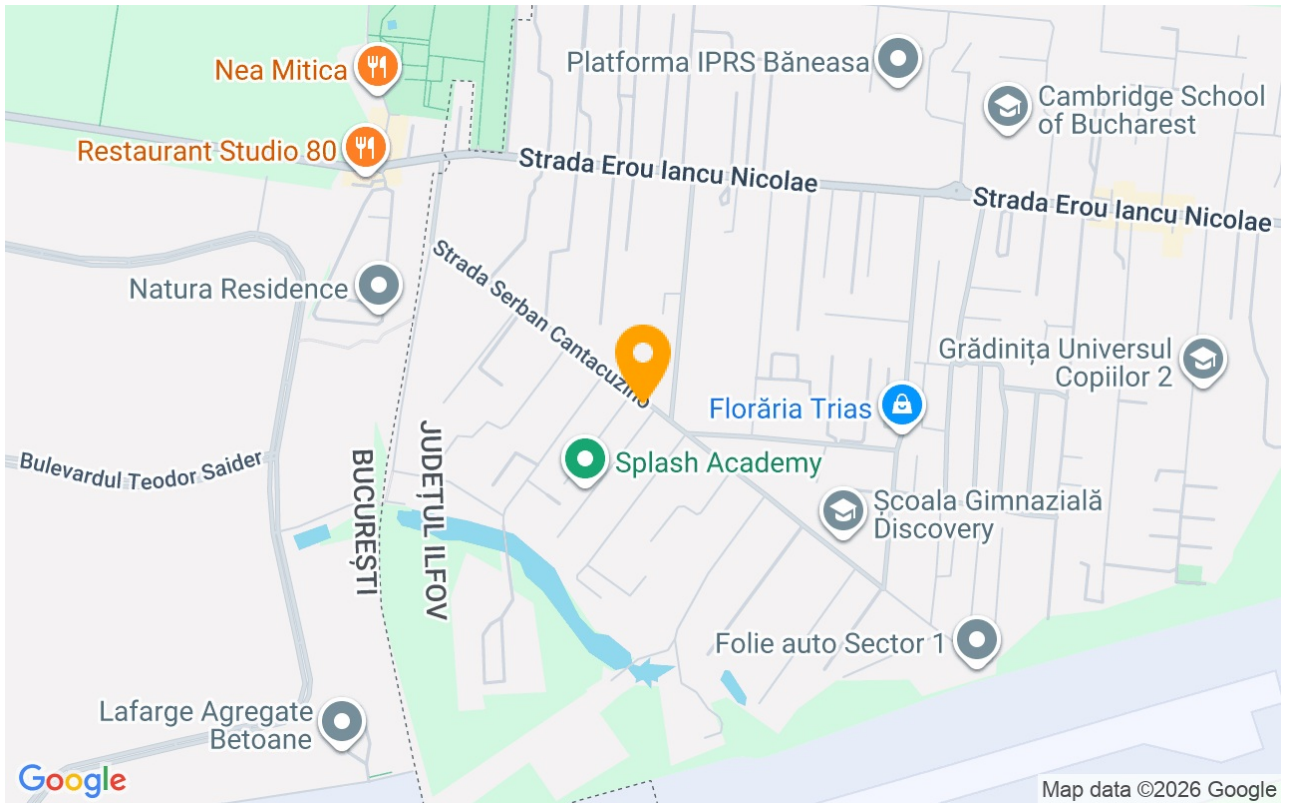 Nea Mitica
Platforma IPRS Băneasa
Cambridge School
of Bucharest
Restaurant Studio 80
Strada Erou Iancu Nicolae
Strada Erou Iancu Nicolae
Strada Serban Cantacuzino
Natura Residence
Grădinița Universul
Copiilor 2
Florăria Trias
Bulevardul Teodor Saider
BUCUREȘTI
JUDEȚUL ILFOV
Splash Academy
Școala Gimnazială
Discovery
Folie auto Sector 1
Lafarge Agregate
Betoane
Google
Map data ©2026 Google